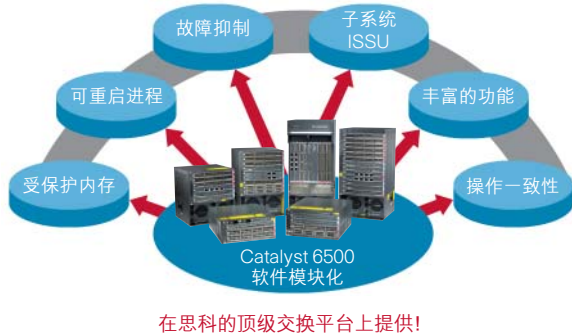 故障抑制
子系统
ISSU
可重启进程
丰富的功能
受保护内存
操作一致性
Catalyst 6500
软件模块化
在思科的顶级交换平台上提供!